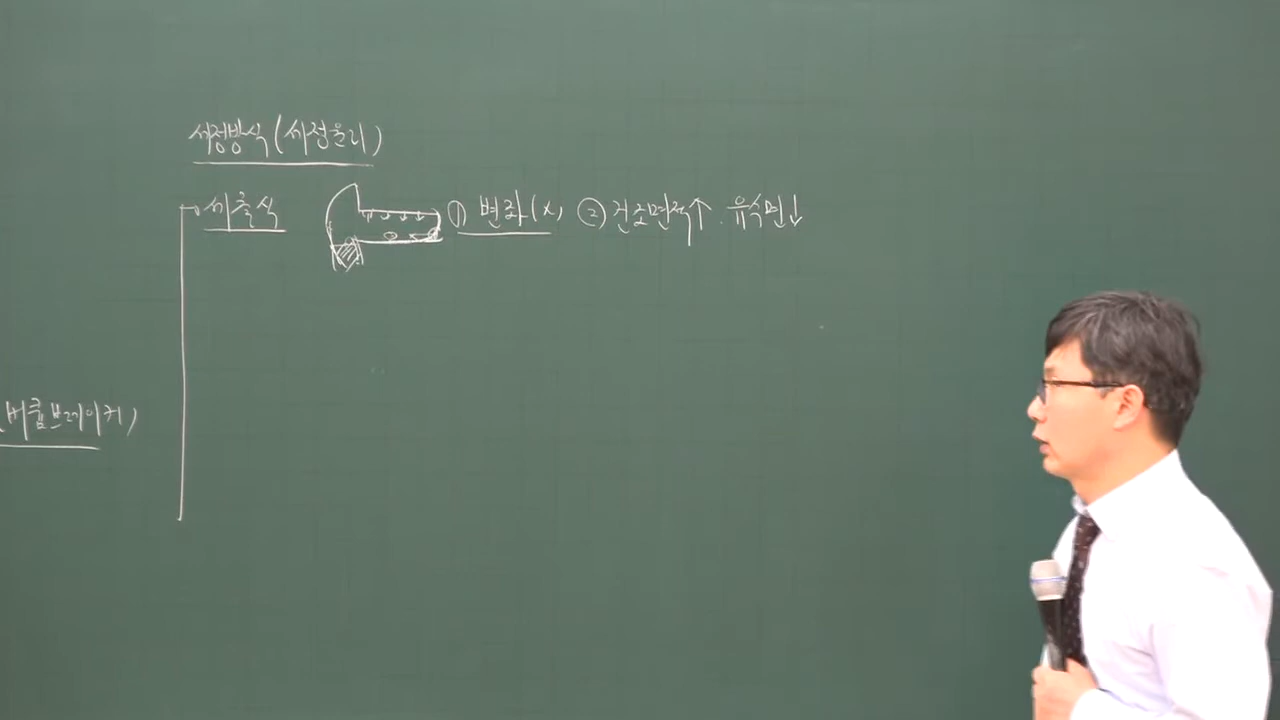 세정방식(세정원리)
세출식 ① 변좌(x) ② 건조면적↑. 유수면↓
(버큠브레이커)